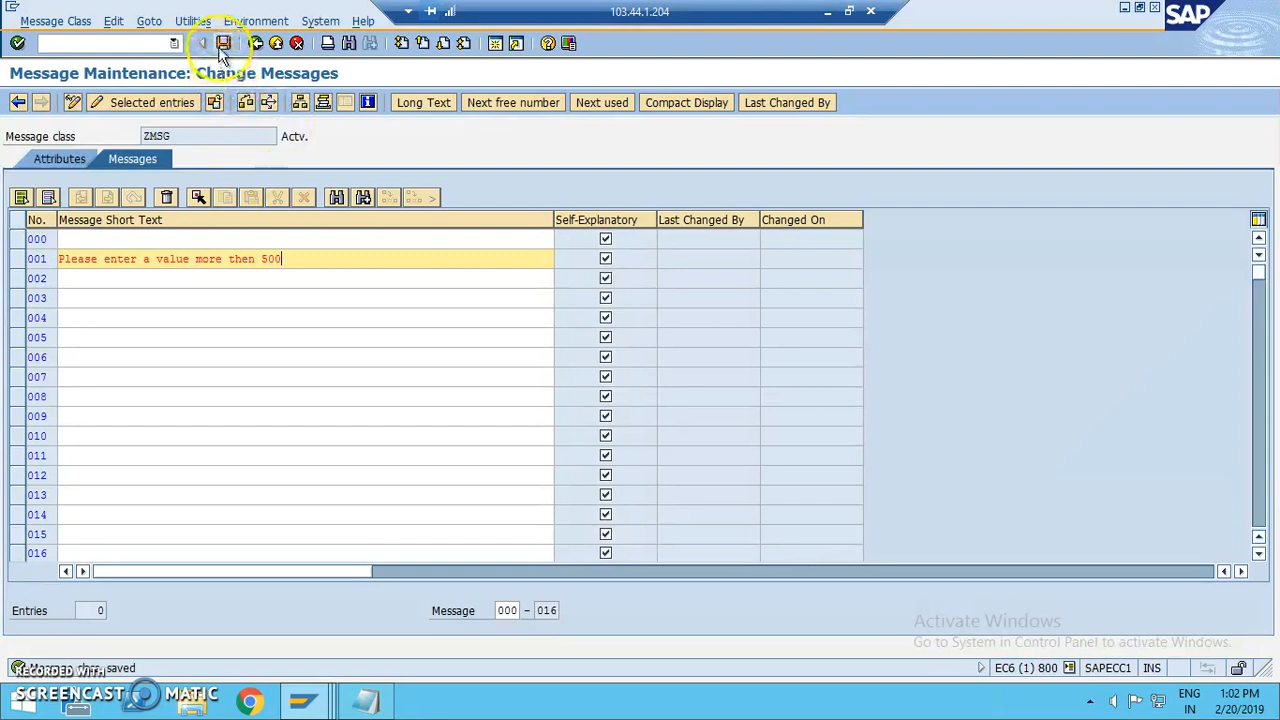 103.44.1.204
Message Class Edit Goto Utilities Environment System Help
SAP
Message Maintenance: Change Messages
Selected entries Long Text Next free number Next used Compact Display Last Changed By
Message class ZMSG Actv.
Attributes Messages
No. Message Short Text Self-Explanatory Last Changed By Changed On
000
001 Please enter a value more then 500
002
003
004
005
006
007
008
009
010
011
012
013
014
015
016
Entries 0 Message 000 - 016
Activate Windows
Go to System in Control Panel to activate Windows.
saved EC6 (1) 800 SAPECC1 INS
RECORDED WITH
SCREENCAST MATIC
ENG 1:02 PM
IN 2/20/2019